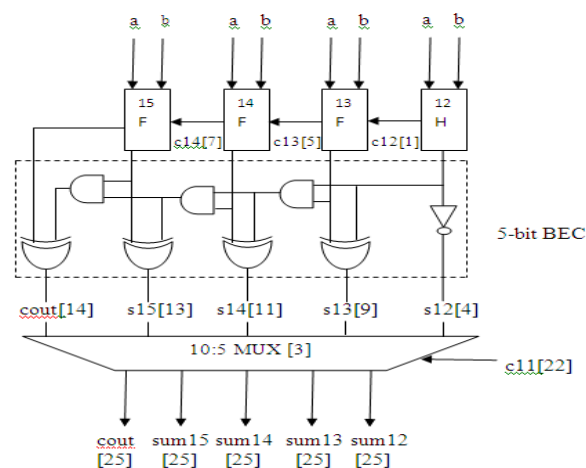 a b a b a b a b
15 14 13 12
F F F H
c14[7] c13[5] c12[1]
5-bit BEC
cout[14] s15[13] s14[11] s13[9] s12[4]
10:5 MUX [3]
c11[22]
cout sum15 sum14 sum13 sum12
[25] [25] [25] [25] [25]